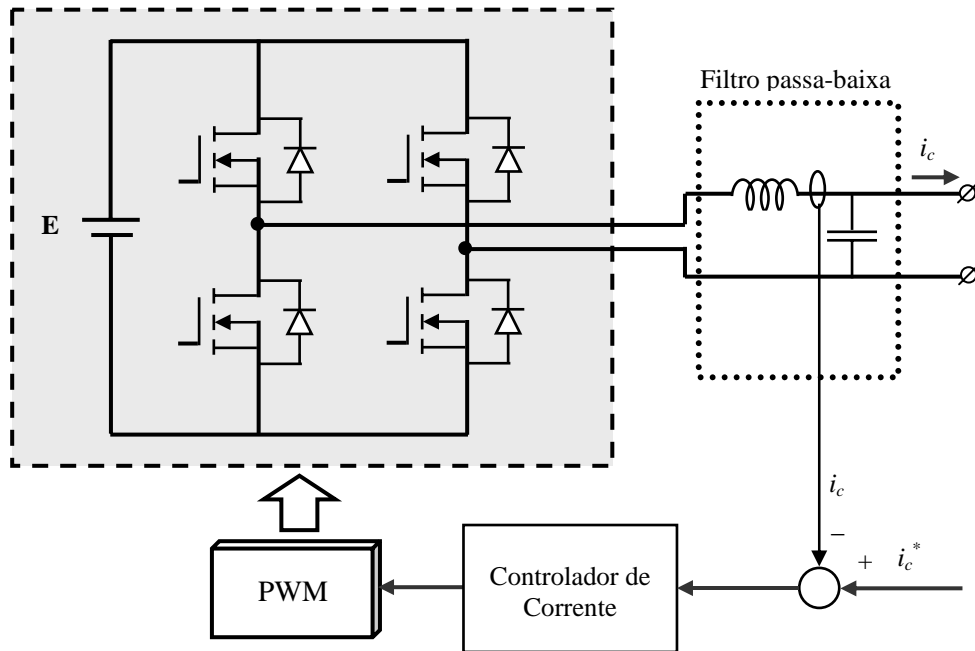 Filtro passa-baixa
i_c
E
i_c
−
+ i_c^*
PWM
Controlador de
Corrente